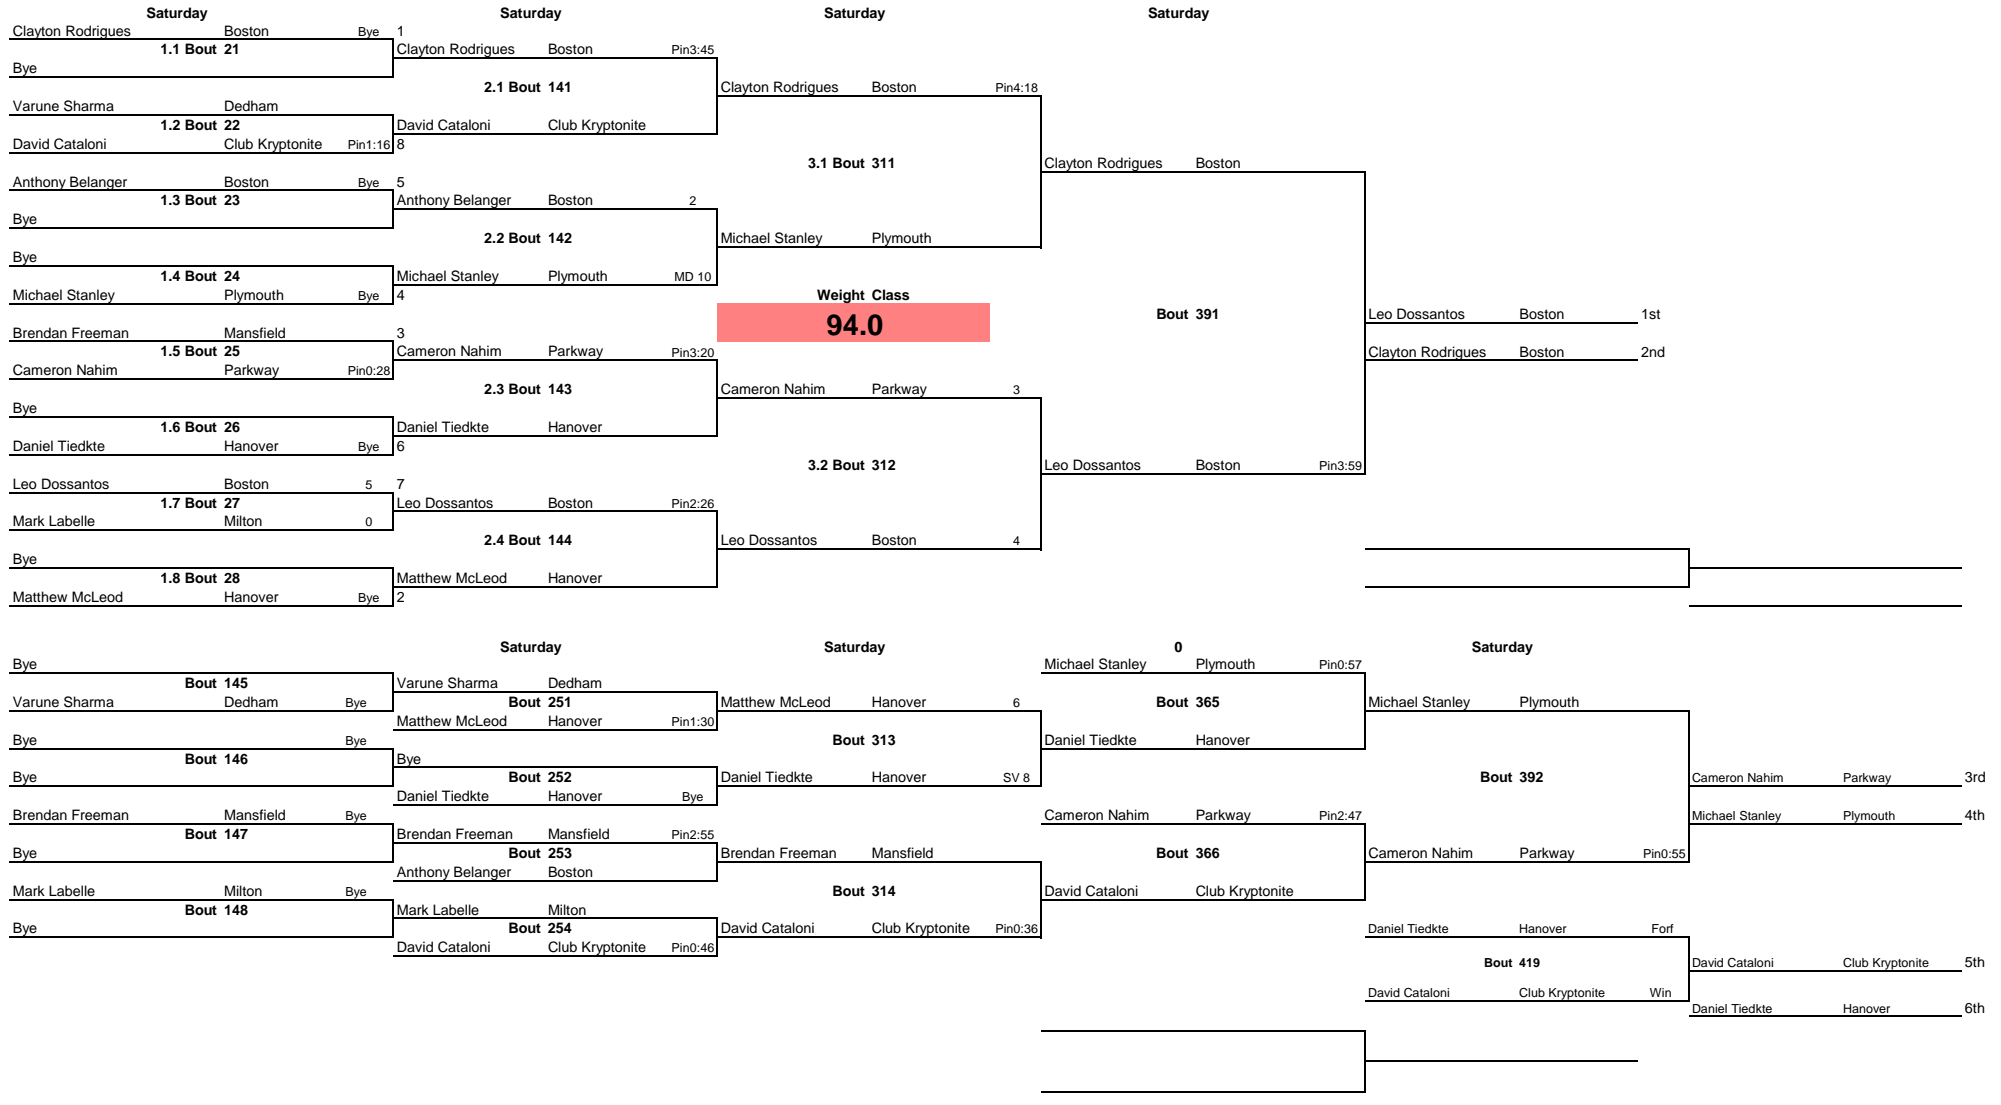 Saturday Saturday Saturday Saturday
Clayton Rodrigues Boston Bye 1
1.1 Bout 21 Clayton Rodrigues Boston Pin3:45
Bye
2.1 Bout 141 Clayton Rodrigues Boston Pin4:18
Varune Sharma Dedham
1.2 Bout 22 David Cataloni Club Kryptonite
David Cataloni Club Kryptonite Pin1:16 8
3.1 Bout 311 Clayton Rodrigues Boston
Anthony Belanger Boston Bye 5
1.3 Bout 23 Anthony Belanger Boston 2
Bye
2.2 Bout 142 Michael Stanley Plymouth
Bye
1.4 Bout 24 Michael Stanley Plymouth MD 10
Michael Stanley Plymouth Bye 4 Weight Class
94.0 Bout 391 Leo Dossantos Boston 1st
Brendan Freeman Mansfield 3
1.5 Bout 25 Cameron Nahim Parkway Pin3:20 Clayton Rodrigues Boston 2nd
Cameron Nahim Parkway Pin0:28
2.3 Bout 143 Cameron Nahim Parkway 3
Bye
1.6 Bout 26 Daniel Tiedkte Hanover
Daniel Tiedkte Hanover Bye 6
3.2 Bout 312 Leo Dossantos Boston Pin3:59
Leo Dossantos Boston 5 7
1.7 Bout 27 Leo Dossantos Boston Pin2:26
Mark Labelle Milton 0
2.4 Bout 144 Leo Dossantos Boston 4
Bye
1.8 Bout 28 Matthew McLeod Hanover
Matthew McLeod Hanover Bye 2
Saturday Saturday 0 Saturday
Bye Michael Stanley Plymouth Pin0:57
Bout 145 Varune Sharma Dedham
Varune Sharma Dedham Bye Bout 251 Matthew McLeod Hanover 6 Bout 365 Michael Stanley Plymouth
Matthew McLeod Hanover Pin1:30
Bye Bye Bout 313 Daniel Tiedkte Hanover
Bout 146 Bye
Bye Bout 252 Daniel Tiedkte Hanover SV 8 Bout 392 Cameron Nahim Parkway 3rd
Daniel Tiedkte Hanover Bye
Brendan Freeman Mansfield Bye Cameron Nahim Parkway Pin2:47 Michael Stanley Plymouth 4th
Bout 147 Brendan Freeman Mansfield Pin2:55
Bye Bout 253 Brendan Freeman Mansfield Bout 366 Cameron Nahim Parkway Pin0:55
Anthony Belanger Boston
Mark Labelle Milton Bye Bout 314 David Cataloni Club Kryptonite
Bout 148 Mark Labelle Milton
Bye Bout 254 David Cataloni Club Kryptonite Pin0:36 Daniel Tiedkte Hanover Forf
David Cataloni Club Kryptonite Pin0:46
Bout 419 David Cataloni Club Kryptonite 5th
David Cataloni Club Kryptonite Win
Daniel Tiedkte Hanover 6th